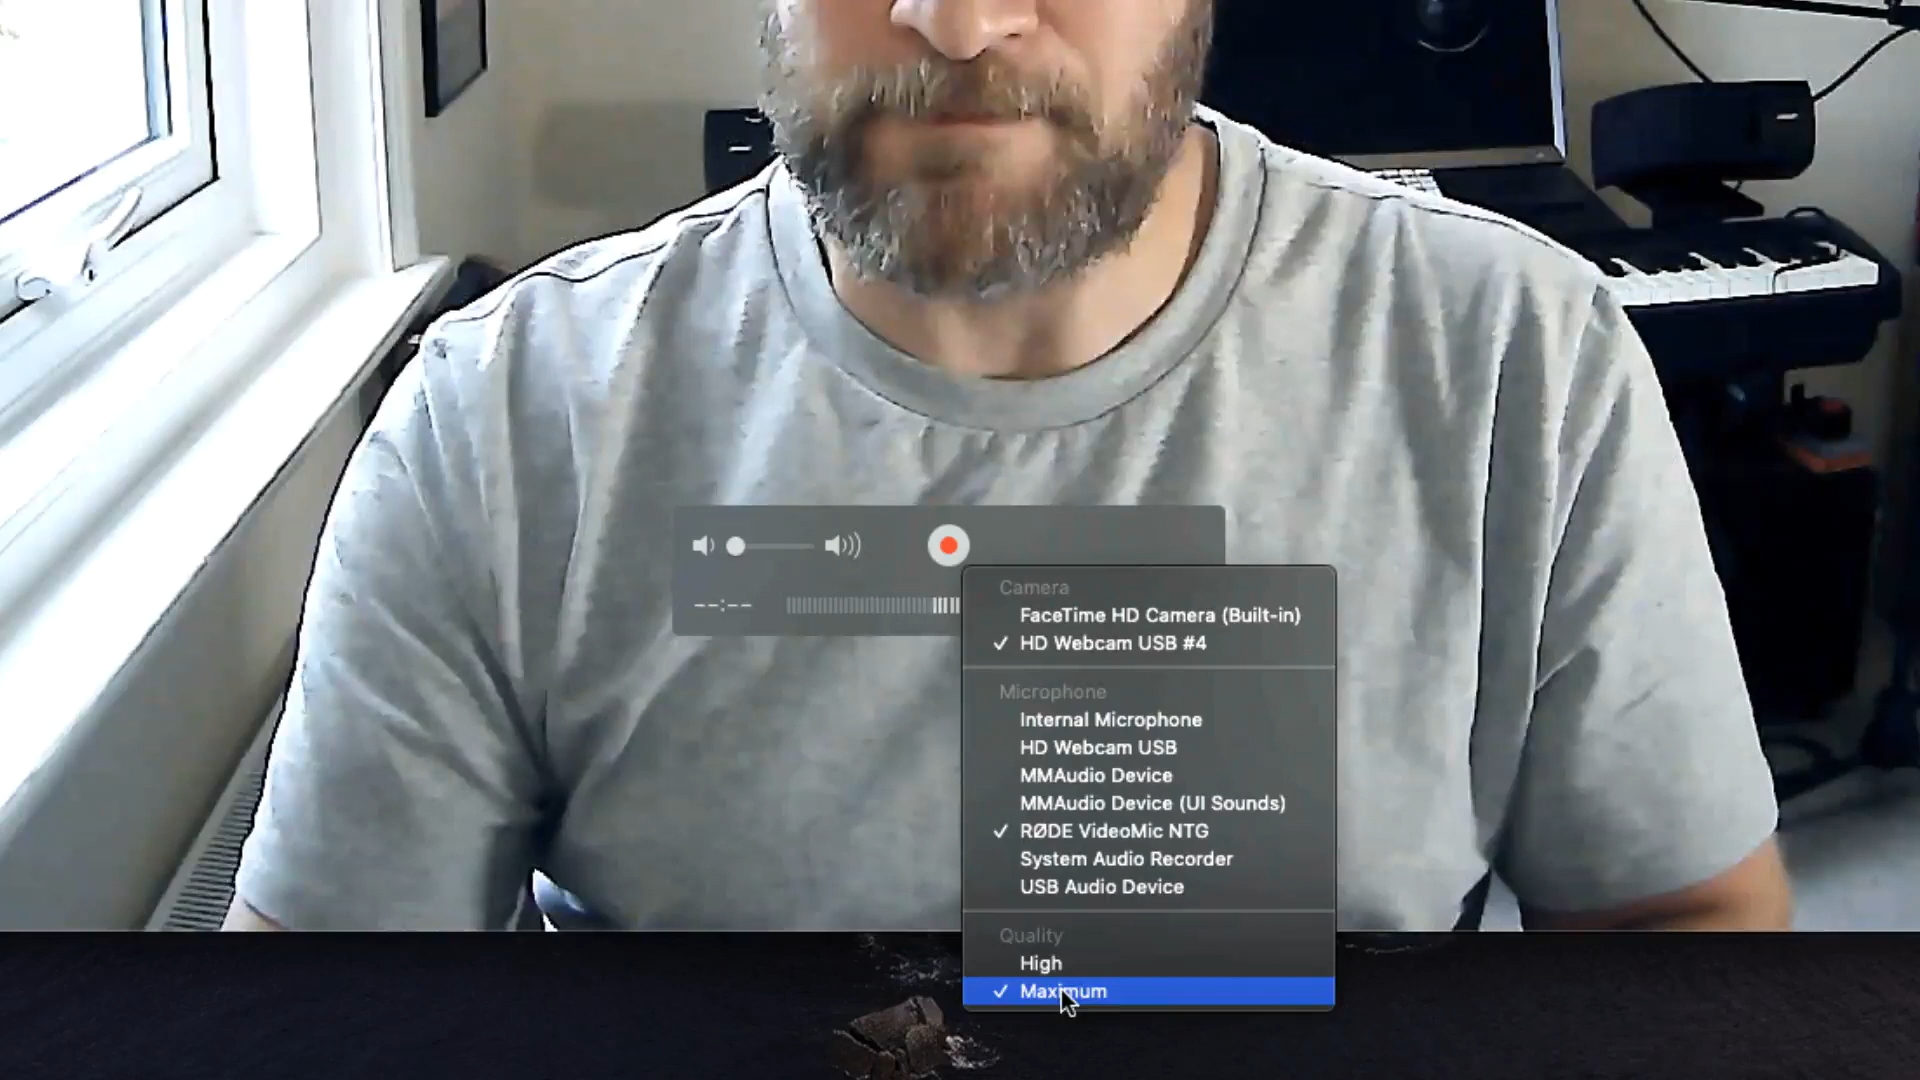 --:--
Camera
FaceTime HD Camera (Built-in)
✓ HD Webcam USB #4
Microphone
Internal Microphone
HD Webcam USB
MMAudio Device
MMAudio Device (UI Sounds)
✓ RØDE VideoMic NTG
System Audio Recorder
USB Audio Device
Quality
High
✓ Maximum